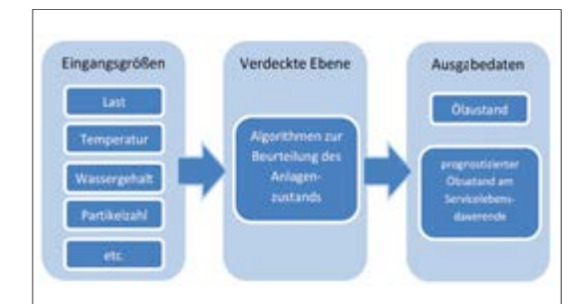 Eingangsgrößen
Last
Temperatur
Wassergehalt
Partikelzahl
etc.
Verdeckte Ebene
Algorithmen zur
Beurteilung des
Anlagen-
zustands
Ausgabedaten
Ölzustand
prognostizierter
Ölzustand am
Servicelebens-
dauerende